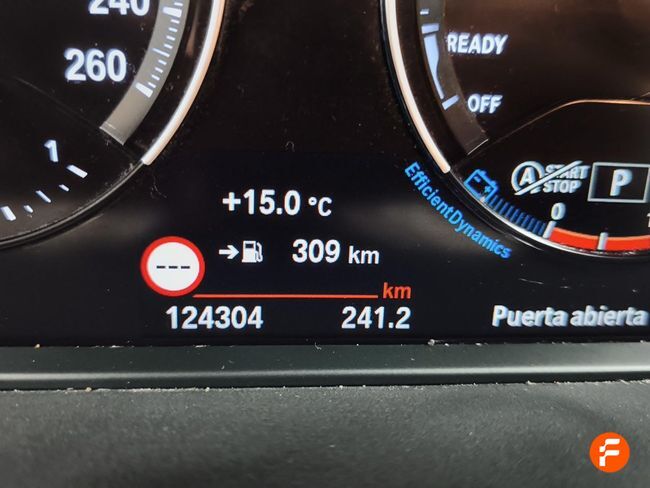 240
260
1
READY
OFF
A START STOP
P
0
EfficientDynamics
+15.0 °C
309 km
---
km
124304 241.2
Puerta abierta